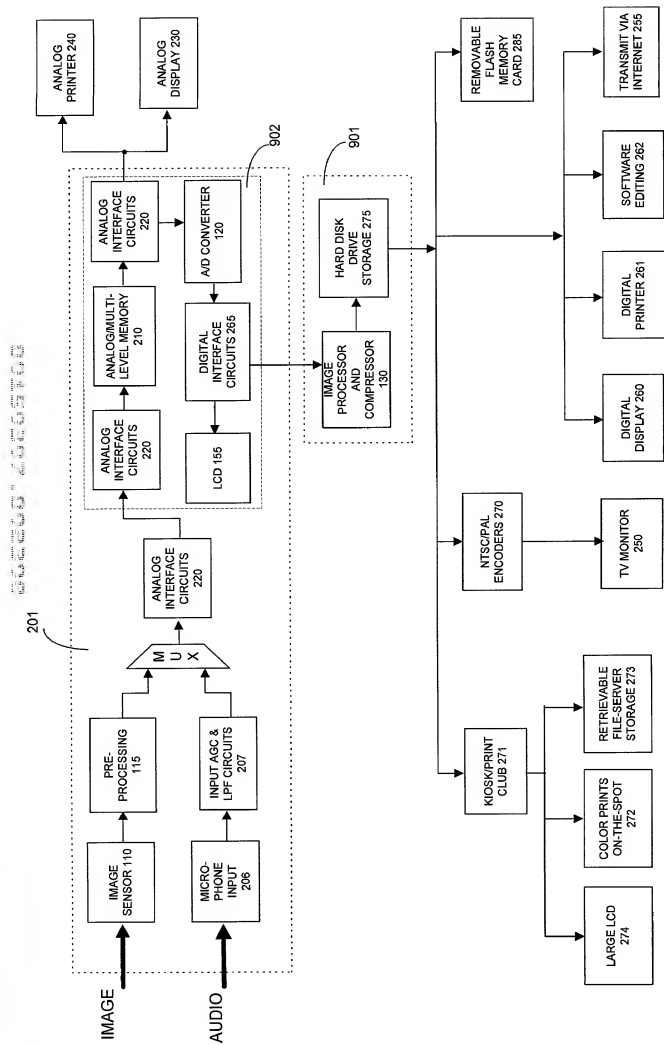 201
IMAGE
AUDIO
IMAGE
SENSOR 110
PRE-
PROCESSING
115
MICRO-
PHONE
INPUT
206
INPUT AGC &
LPF CIRCUITS
207
M
U
X
ANALOG
INTERFACE
CIRCUITS
220
ANALOG
INTERFACE
CIRCUITS
220
ANALOG/MULTI-
LEVEL MEMORY
210
ANALOG
INTERFACE
CIRCUITS
220
LCD 155
DIGITAL
INTERFACE
CIRCUITS 265
A/D CONVERTER
120
902
ANALOG
PRINTER 240
ANALOG
DISPLAY 230
901
IMAGE
PROCESSOR
AND
COMPRESSOR
130
HARD DISK
DRIVE
STORAGE 275
KIOSK/PRINT
CLUB 271
NTSC/PAL
ENCODERS 270
REMOVABLE
FLASH
MEMORY
CARD 285
LARGE LCD
274
COLOR PRINTS
ON-THE-SPOT
272
RETRIEVABLE
FILE-SERVER
STORAGE 273
TV MONITOR
250
DIGITAL
DISPLAY 260
DIGITAL
PRINTER 261
SOFTWARE
EDITING 262
TRANSMIT VIA
INTERNET 255